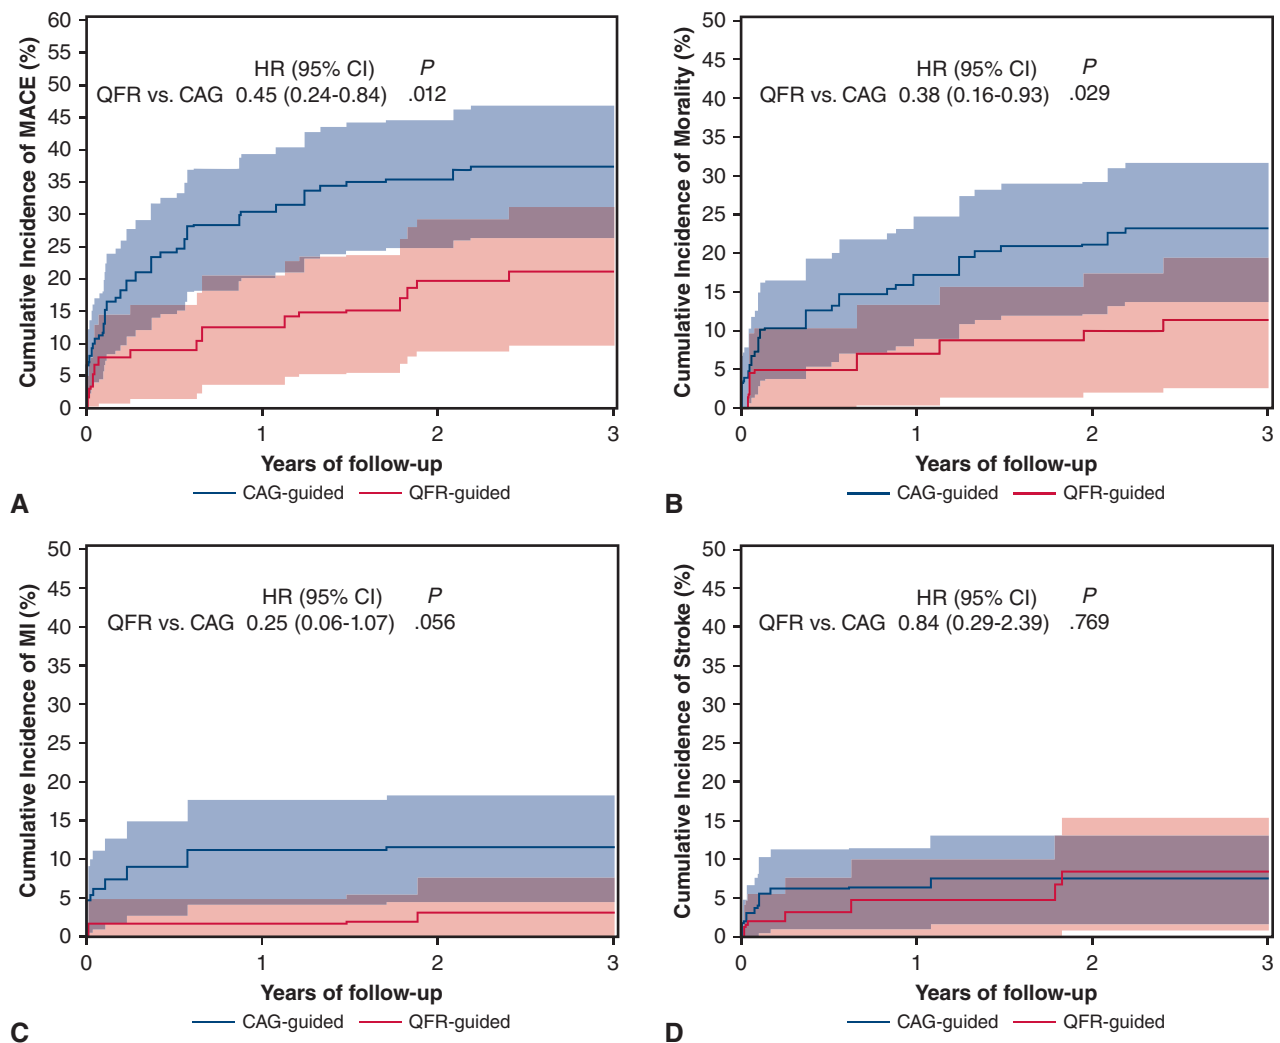 Cumulative Incidence of MACE (%)
60
55
50
45
40
35
30
25
20
15
10
5
0
HR (95% CI) P
QFR vs. CAG 0.45 (0.24-0.84) .012
0 1 2 3
Years of follow-up
CAG-guided QFR-guided
A
Cumulative Incidence of Morality (%)
50
45
40
35
30
25
20
15
10
5
0
HR (95% CI) P
QFR vs. CAG 0.38 (0.16-0.93) .029
0 1 2 3
Years of follow-up
CAG-guided QFR-guided
B
Cumulative Incidence of MI (%)
50
45
40
35
30
25
20
15
10
5
0
HR (95% CI) P
QFR vs. CAG 0.25 (0.06-1.07) .056
0 1 2 3
Years of follow-up
CAG-guided QFR-guided
C
Cumulative Incidence of Stroke (%)
50
45
40
35
30
25
20
15
10
5
0
HR (95% CI) P
QFR vs. CAG 0.84 (0.29-2.39) .769
0 1 2 3
Years of follow-up
CAG-guided QFR-guided
D